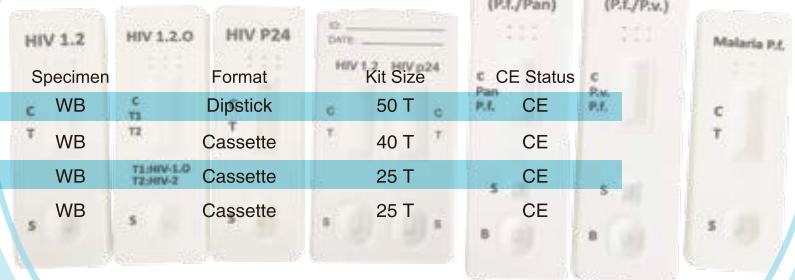 (P.f./Pan)
(P.f./P.v.)
HIV 1.2
HIV 1.2.O
HIV P24
ID:
DATE:
Malaria P.f.
HIV 1.2 HIV p24
Specimen Format Kit Size CE Status
WB Dipstick 50 T CE
WB Cassette 40 T CE
WB Cassette 25 T CE
WB Cassette 25 T CE
C
T
S
C
T1
T2
T1:HIV-1.O
T2:HIV-2
S
C
T
S
C
T
S
C
T
S
C
Pan
P.f.
S
B
C
P.v.
P.f.
S
B
C
T
S